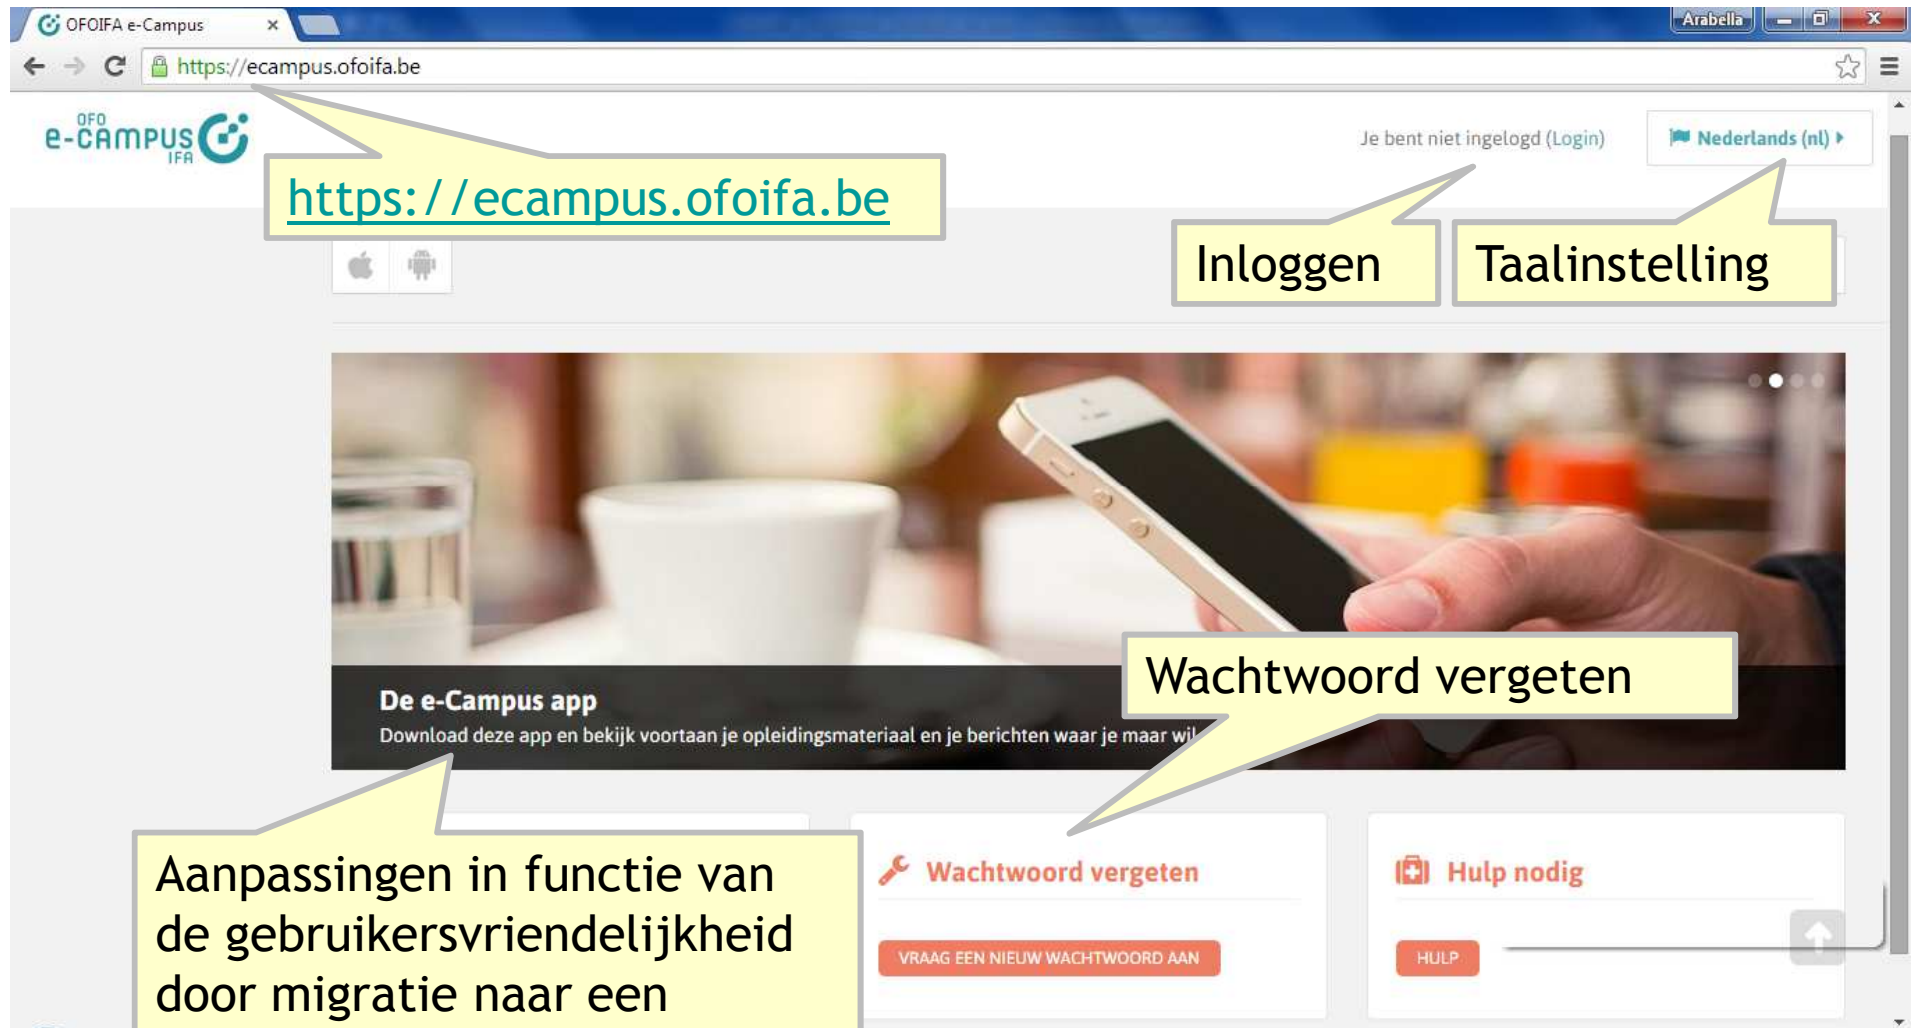 OFOIFA e-Campus
Arabella
https://ecampus.ofoifa.be
OFO
e-campus
IFA
Je bent niet ingelogd (Login)
Nederlands (nl)
https://ecampus.ofoifa.be
Inloggen
Taalinstelling
Wachtwoord vergeten
De e-Campus app
Download deze app en bekijk voortaan je opleidingsmateriaal en je berichten waar je maar wil
Aanpassingen in functie van
de gebruikersvriendelijkheid
door migratie naar een
Wachtwoord vergeten
VRAAG EEN NIEUW WACHTWOORD AAN
Hulp nodig
HULP